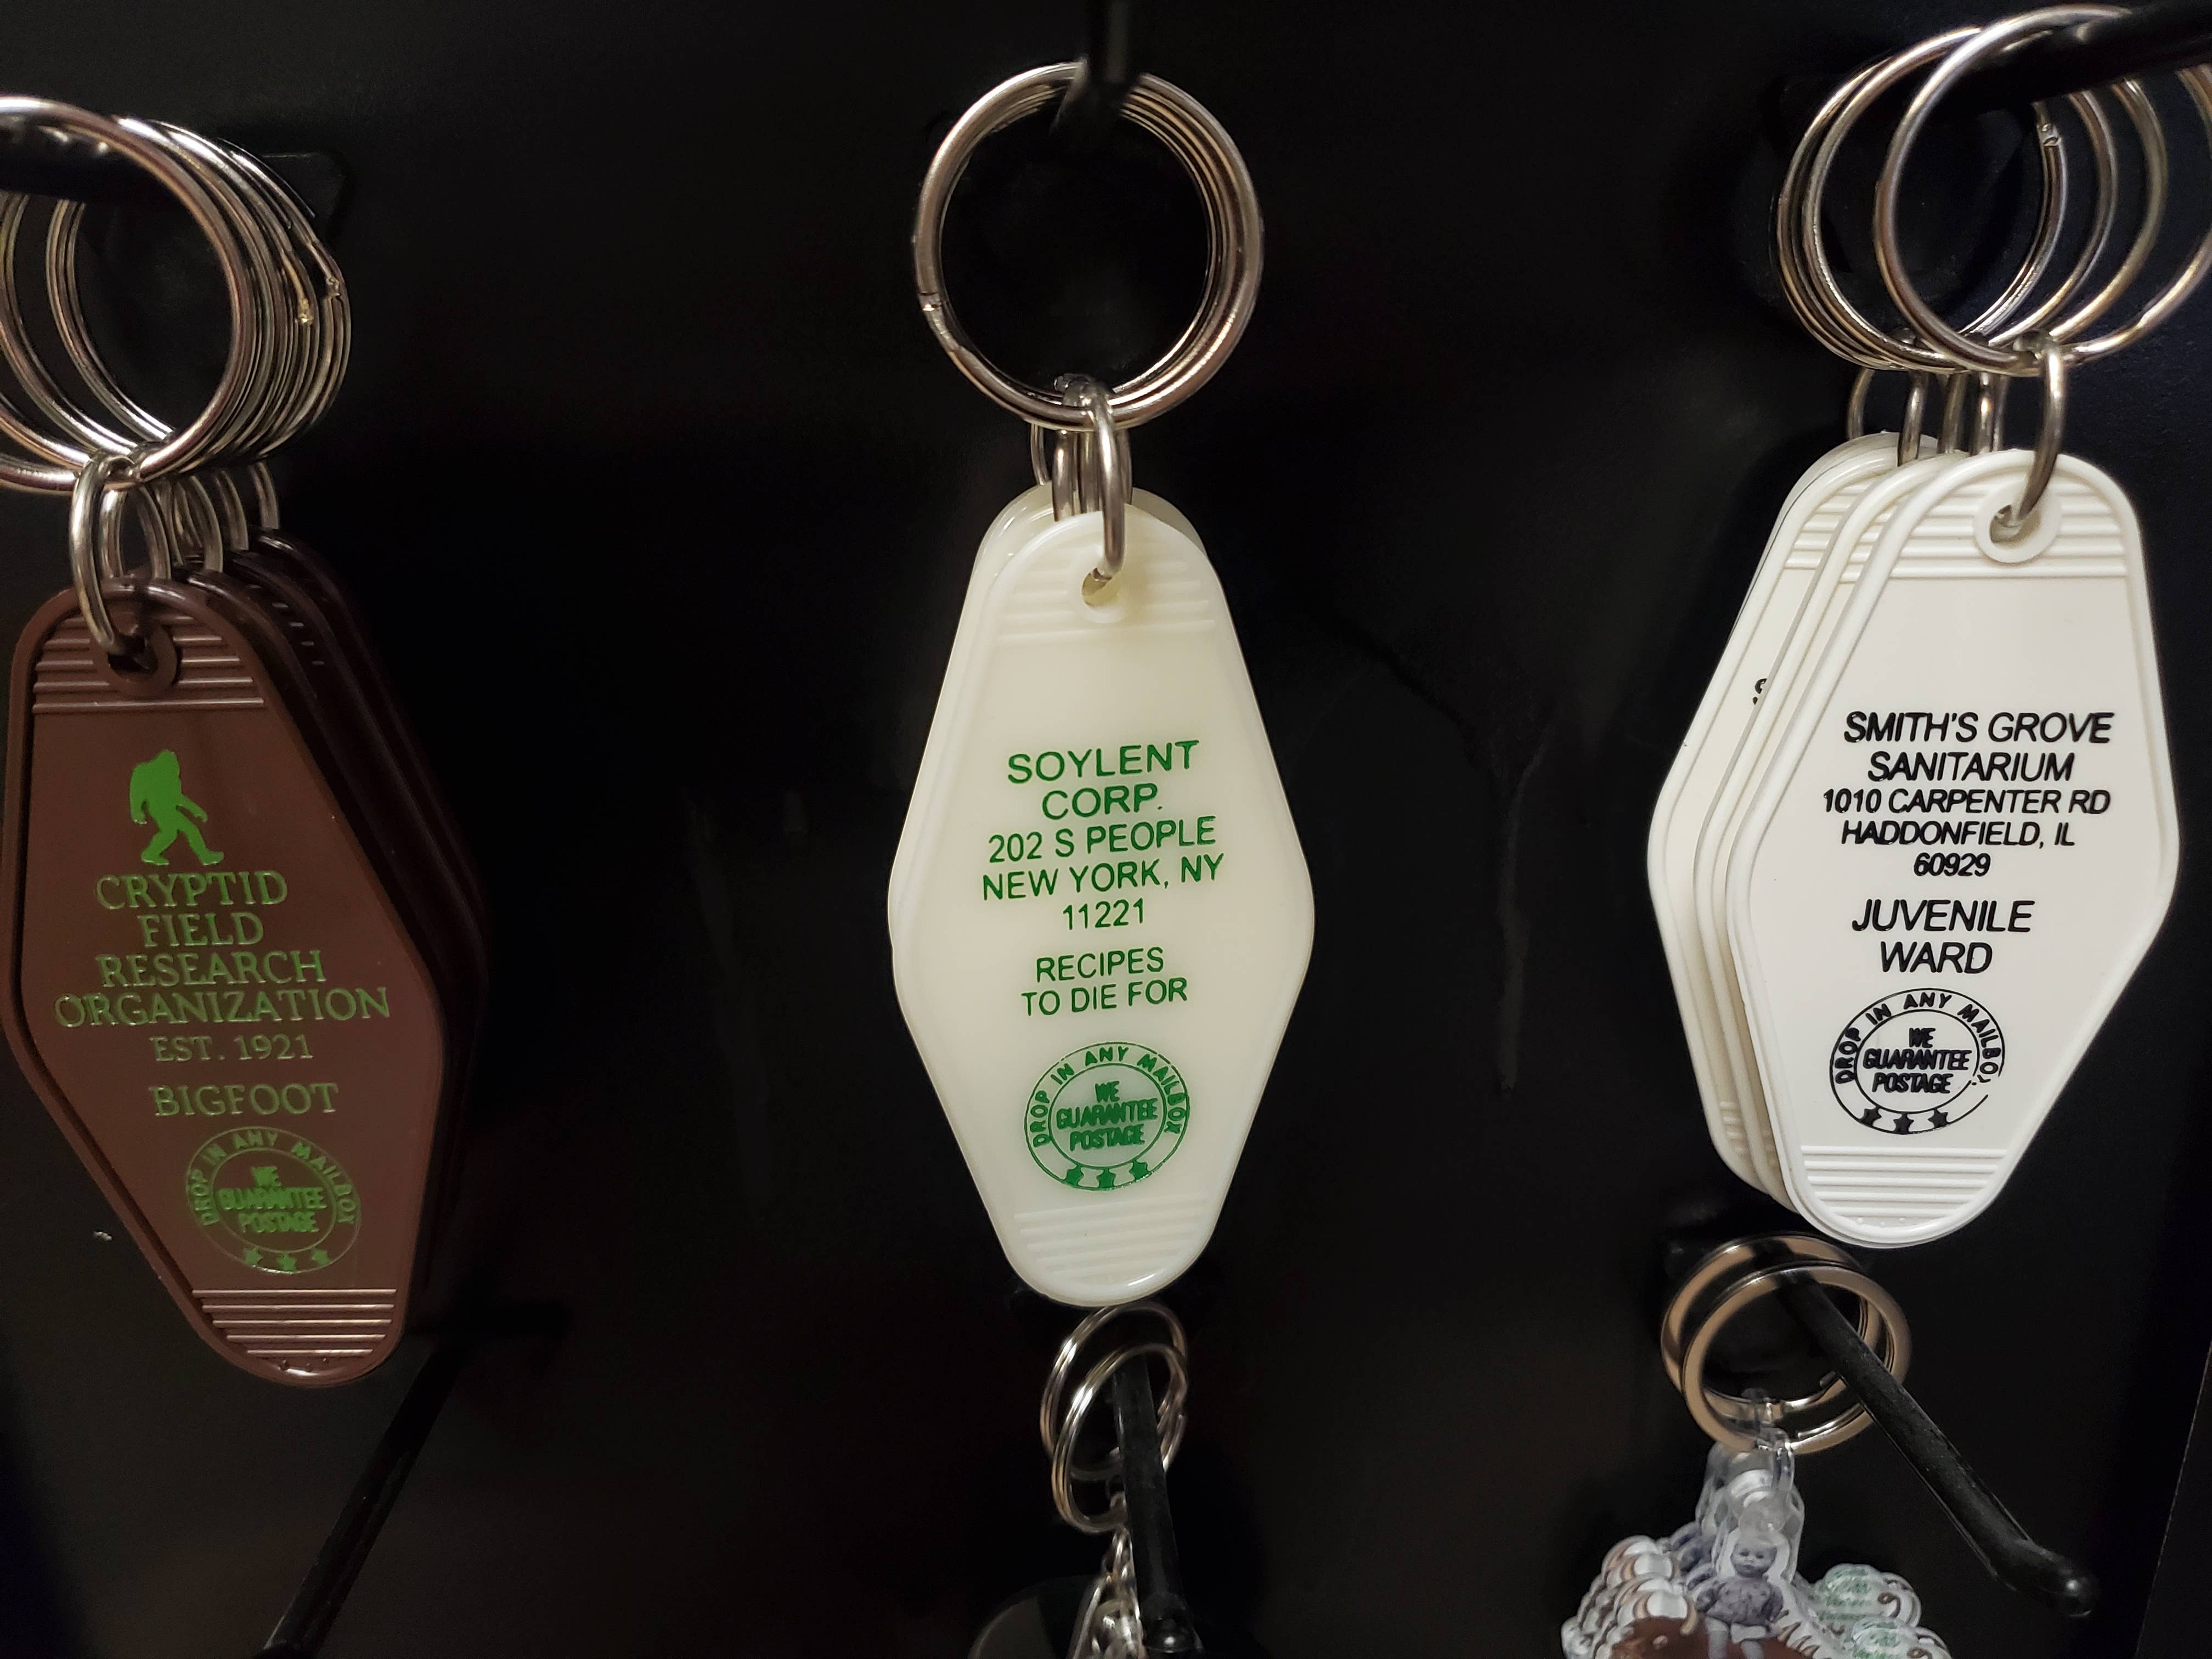 CRYPTID
FIELD
RESEARCH
ORGANIZATION
EST. 1921
BIGFOOT
DROP IN ANY MAILBOX
WE
GUARANTEE
POSTAGE
SOYLENT
CORP.
202 S PEOPLE
NEW YORK, NY
11221
RECIPES
TO DIE FOR
DROP IN ANY MAILBOX
WE
GUARANTEE
POSTAGE
SMITH'S GROVE
SANITARIUM
1010 CARPENTER RD
HADDONFIELD, IL
60929
JUVENILE
WARD
DROP IN ANY MAILBOX
WE
GUARANTEE
POSTAGE